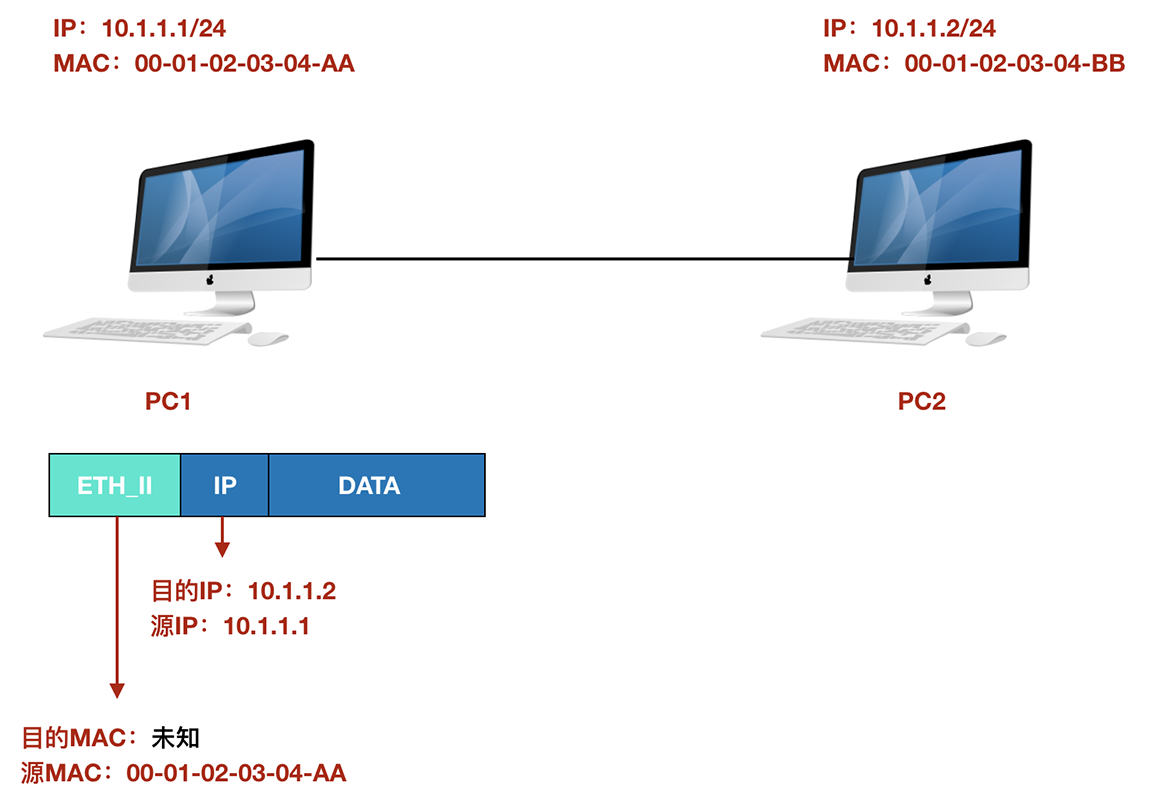 IP：10.1.1.1/24
MAC：00-01-02-03-04-AA
IP：10.1.1.2/24
MAC：00-01-02-03-04-BB
PC1
PC2
ETH_II
IP
DATA
目的IP：10.1.1.2
源IP：10.1.1.1
目的MAC：未知
源MAC：00-01-02-03-04-AA